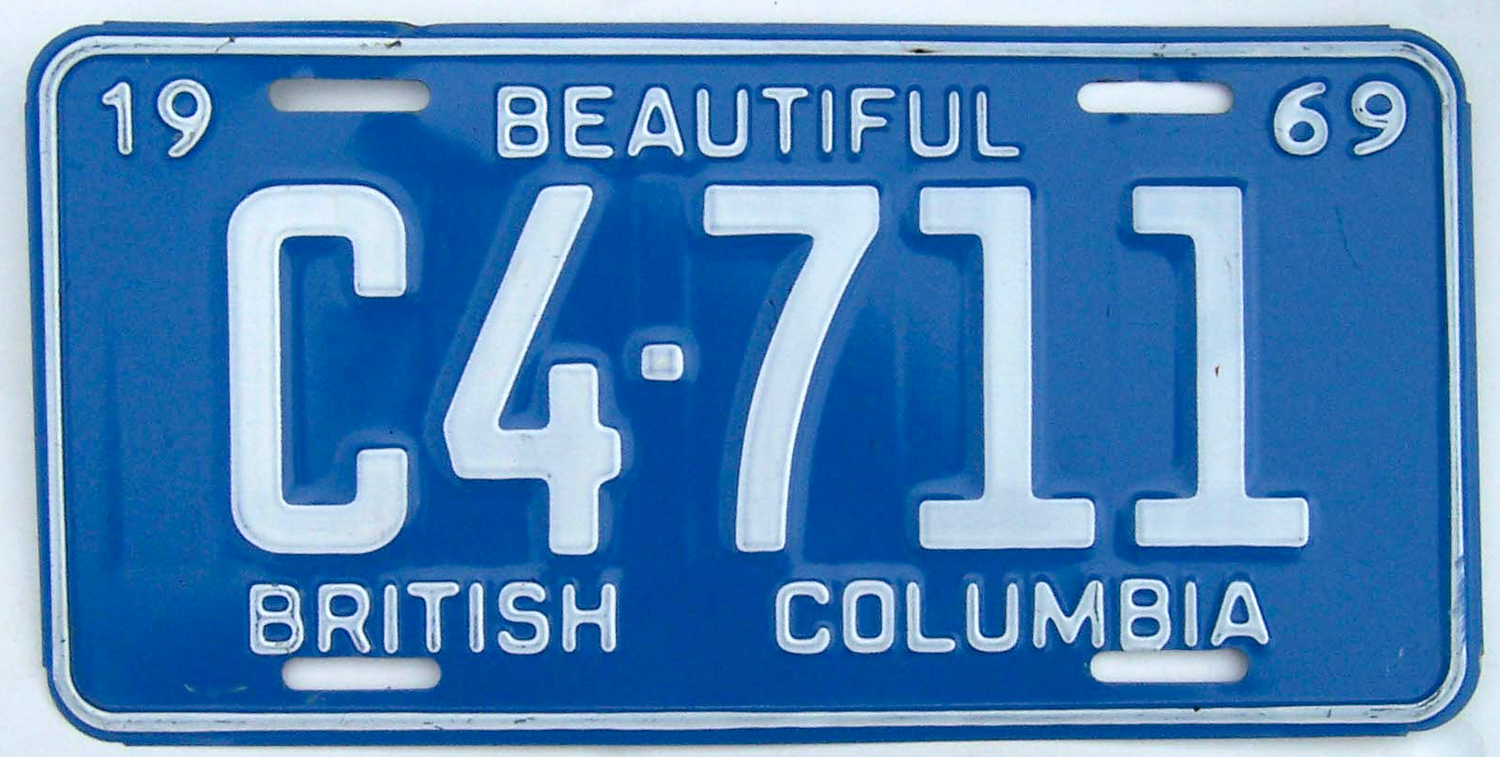 19 BEAUTIFUL 69
C4·711
BRITISH COLUMBIA